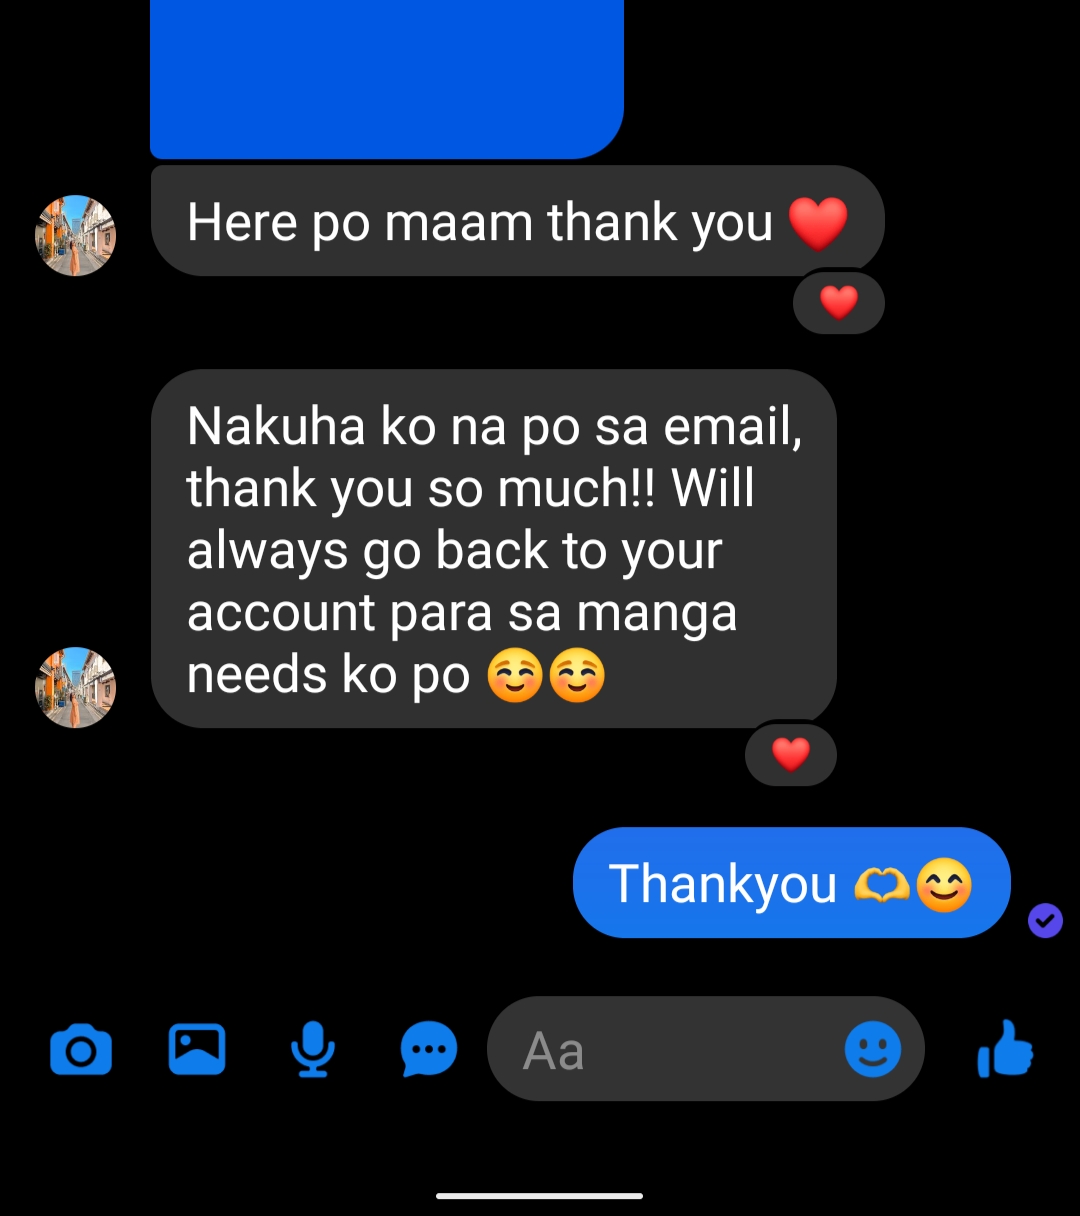 Here po maam thank you ❤️
Nakuha ko na po sa email,
thank you so much!! Will
always go back to your
account para sa manga
needs ko po ☺️☺️
Thankyou 🫶😊
Aa